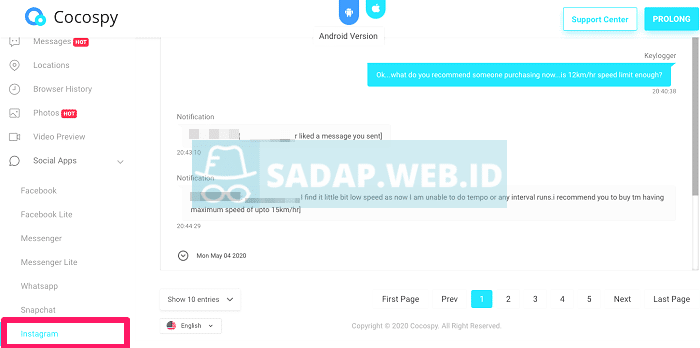 Cocospy
Support Center
PROLONG
Android Version
Messages HOT
Locations
Browser History
Photos HOT
Video Preview
Social Apps
Facebook
Facebook Lite
Messenger
Messenger Lite
Whatsapp
Snapchat
Instagram
Keylogger
Ok...what do you recommend someone purchasing now...is 12km/hr speed limit enough?
20:40:38
Notification
r liked a message you sent]
20:43:10
SADAP.WEB.ID
Notification
I find it little bit low speed as now I am unable to do tempo or any interval runs.i recommend you to buy tm having
maximum speed of upto 15km/hr]
20:44:29
Mon May 04 2020
Show 10 entries
First Page Prev 1 2 3 4 5 Next Last Page
English
Copyright © 2020 Cocospy. All Right Reserved.